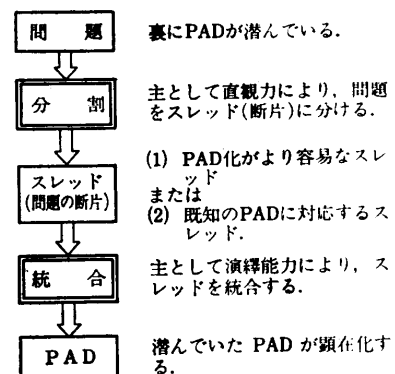 問　題
裏にPADが潜んでいる.
分　割
主として直観力により, 問題
をスレッド(断片)に分ける.
スレッド
(問題の断片)
(1) PAD化がより容易なスレ
ッド
または
(2) 既知のPADに対応するス
レッド.
統　合
主として演繹能力により, ス
レッドを統合する.
PAD
潜んでいた PAD が顕在化す
る.